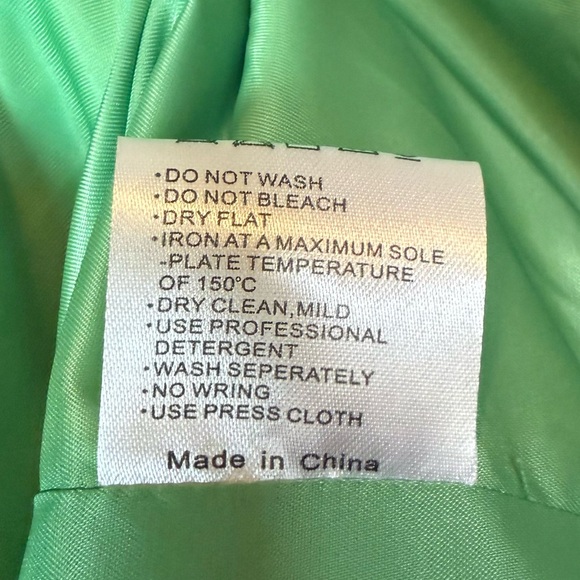 ·DO NOT WASH
·DO NOT BLEACH
·DRY FLAT
·IRON AT A MAXIMUM SOLE
-PLATE TEMPERATURE
OF 150°C
·DRY CLEAN,MILD
·USE PROFESSIONAL
DETERGENT
·WASH SEPERATELY
·NO WRING
·USE PRESS CLOTH
Made in China